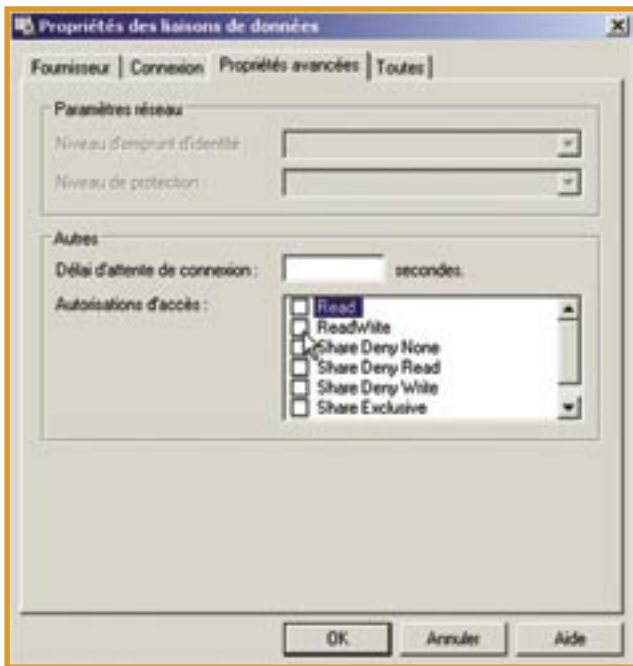 Propriétés des liaisons de données
Fournisseur | Connexion | Propriétés avancées | Toutes
Paramètres réseau
Niveau d'emprunt d'identité :
Niveau de protection :
Autres
Délai d'attente de connexion : secondes.
Autorisations d'accès :
Read
ReadWrite
Share Deny None
Share Deny Read
Share Deny Write
Share Exclusive
OK Annuler Aide